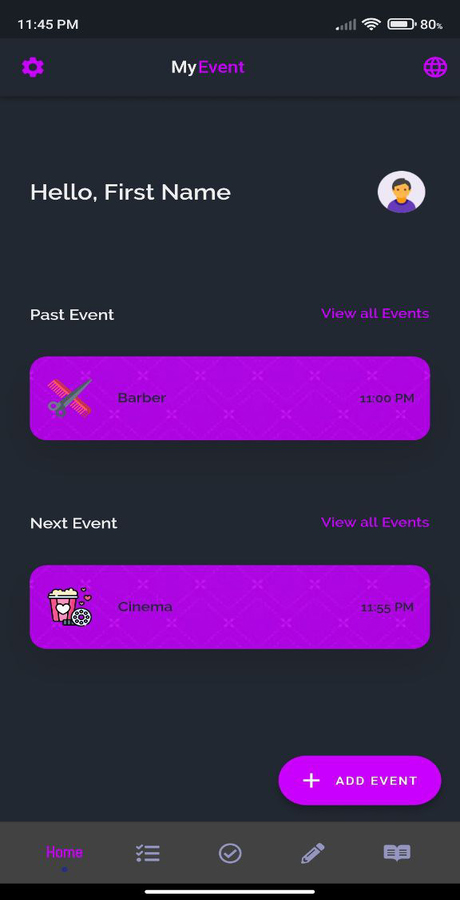 11:45 PM 80%
MyEvent
Hello, First Name
Past Event View all Events
Barber 11:00 PM
Next Event View all Events
Cinema 11:55 PM
ADD EVENT
Home